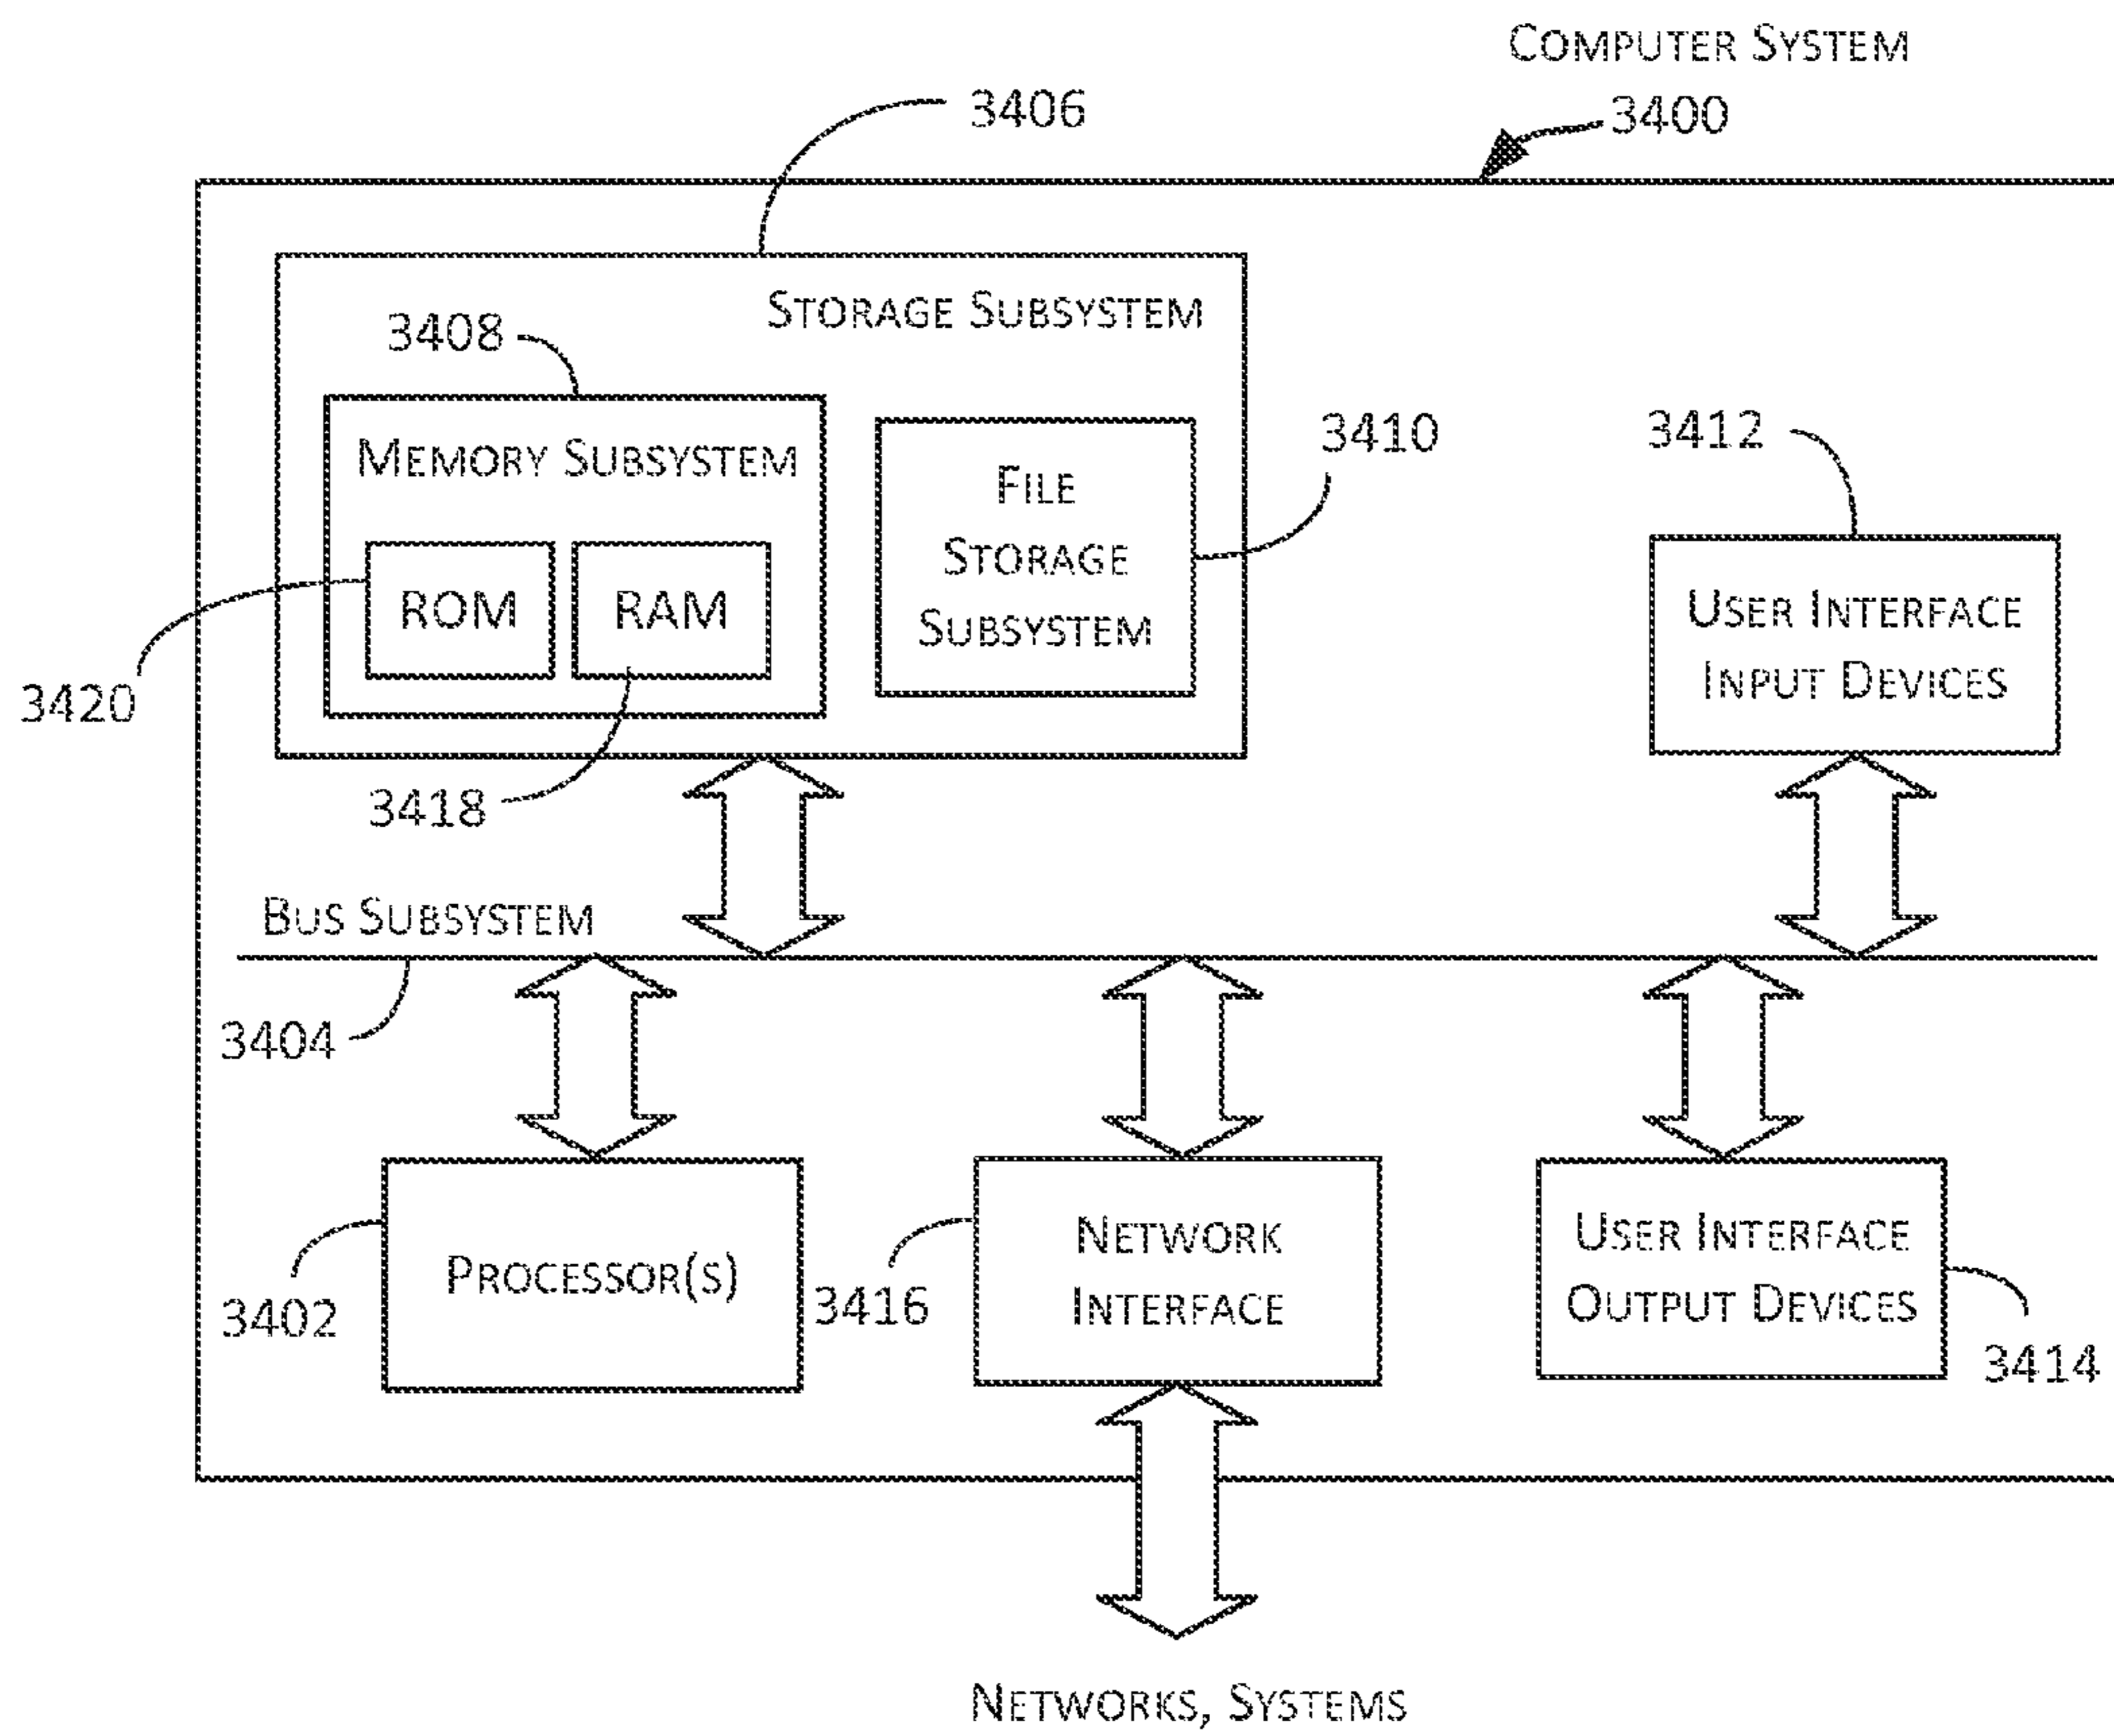 COMPUTER SYSTEM
3400
3406
STORAGE SUBSYSTEM
3408
MEMORY SUBSYSTEM
ROM
RAM
3420
3418
FILE
STORAGE
SUBSYSTEM
3410
3412
USER INTERFACE
INPUT DEVICES
BUS SUBSYSTEM
3404
PROCESSOR(S)
3402
NETWORK
INTERFACE
3416
USER INTERFACE
OUTPUT DEVICES
3414
NETWORKS, SYSTEMS